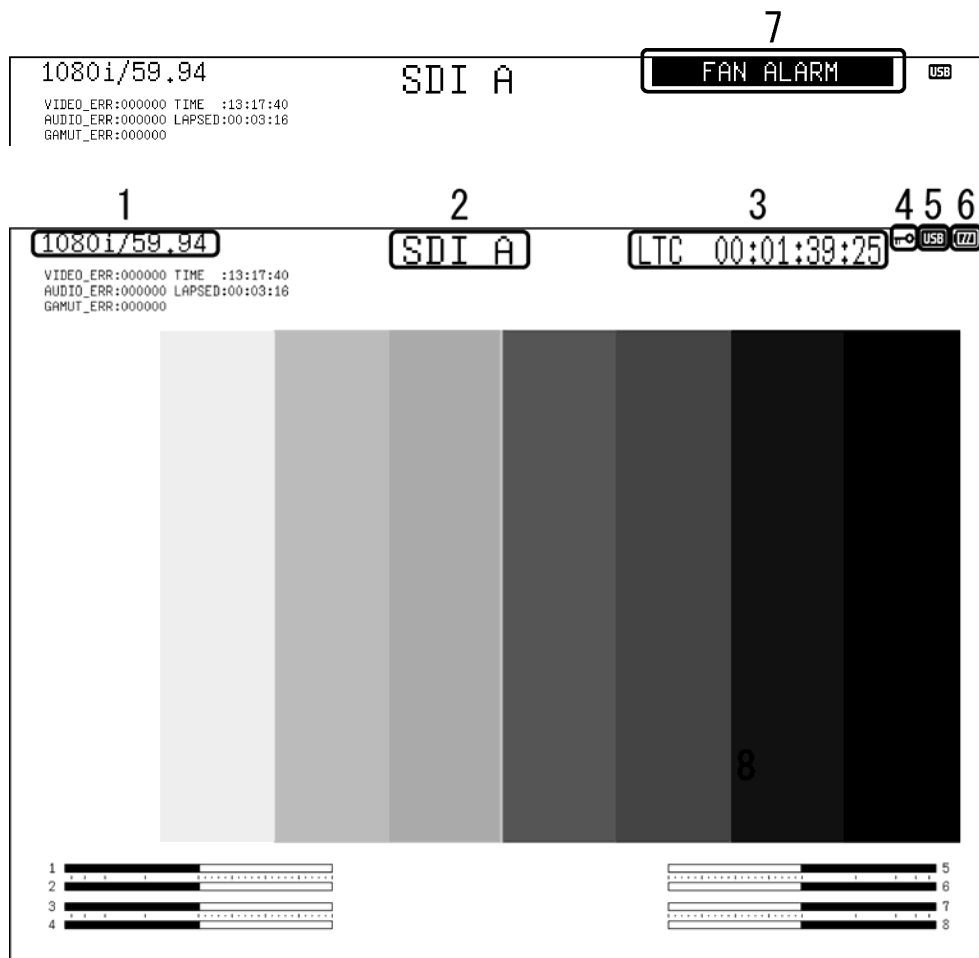 7
1080i/59.94 SDI A FAN ALARM USB
VIDEO_ERR:000000 TIME :13:17:40
AUDIO_ERR:000000 LAPSED:00:03:16
GAMUT_ERR:000000
1 2 3 4 5 6
1080i/59.94 SDI A LTC 00:01:39:25 USB
VIDEO_ERR:000000 TIME :13:17:40
AUDIO_ERR:000000 LAPSED:00:03:16
GAMUT_ERR:000000
8
1 5
2 6
3 7
4 8